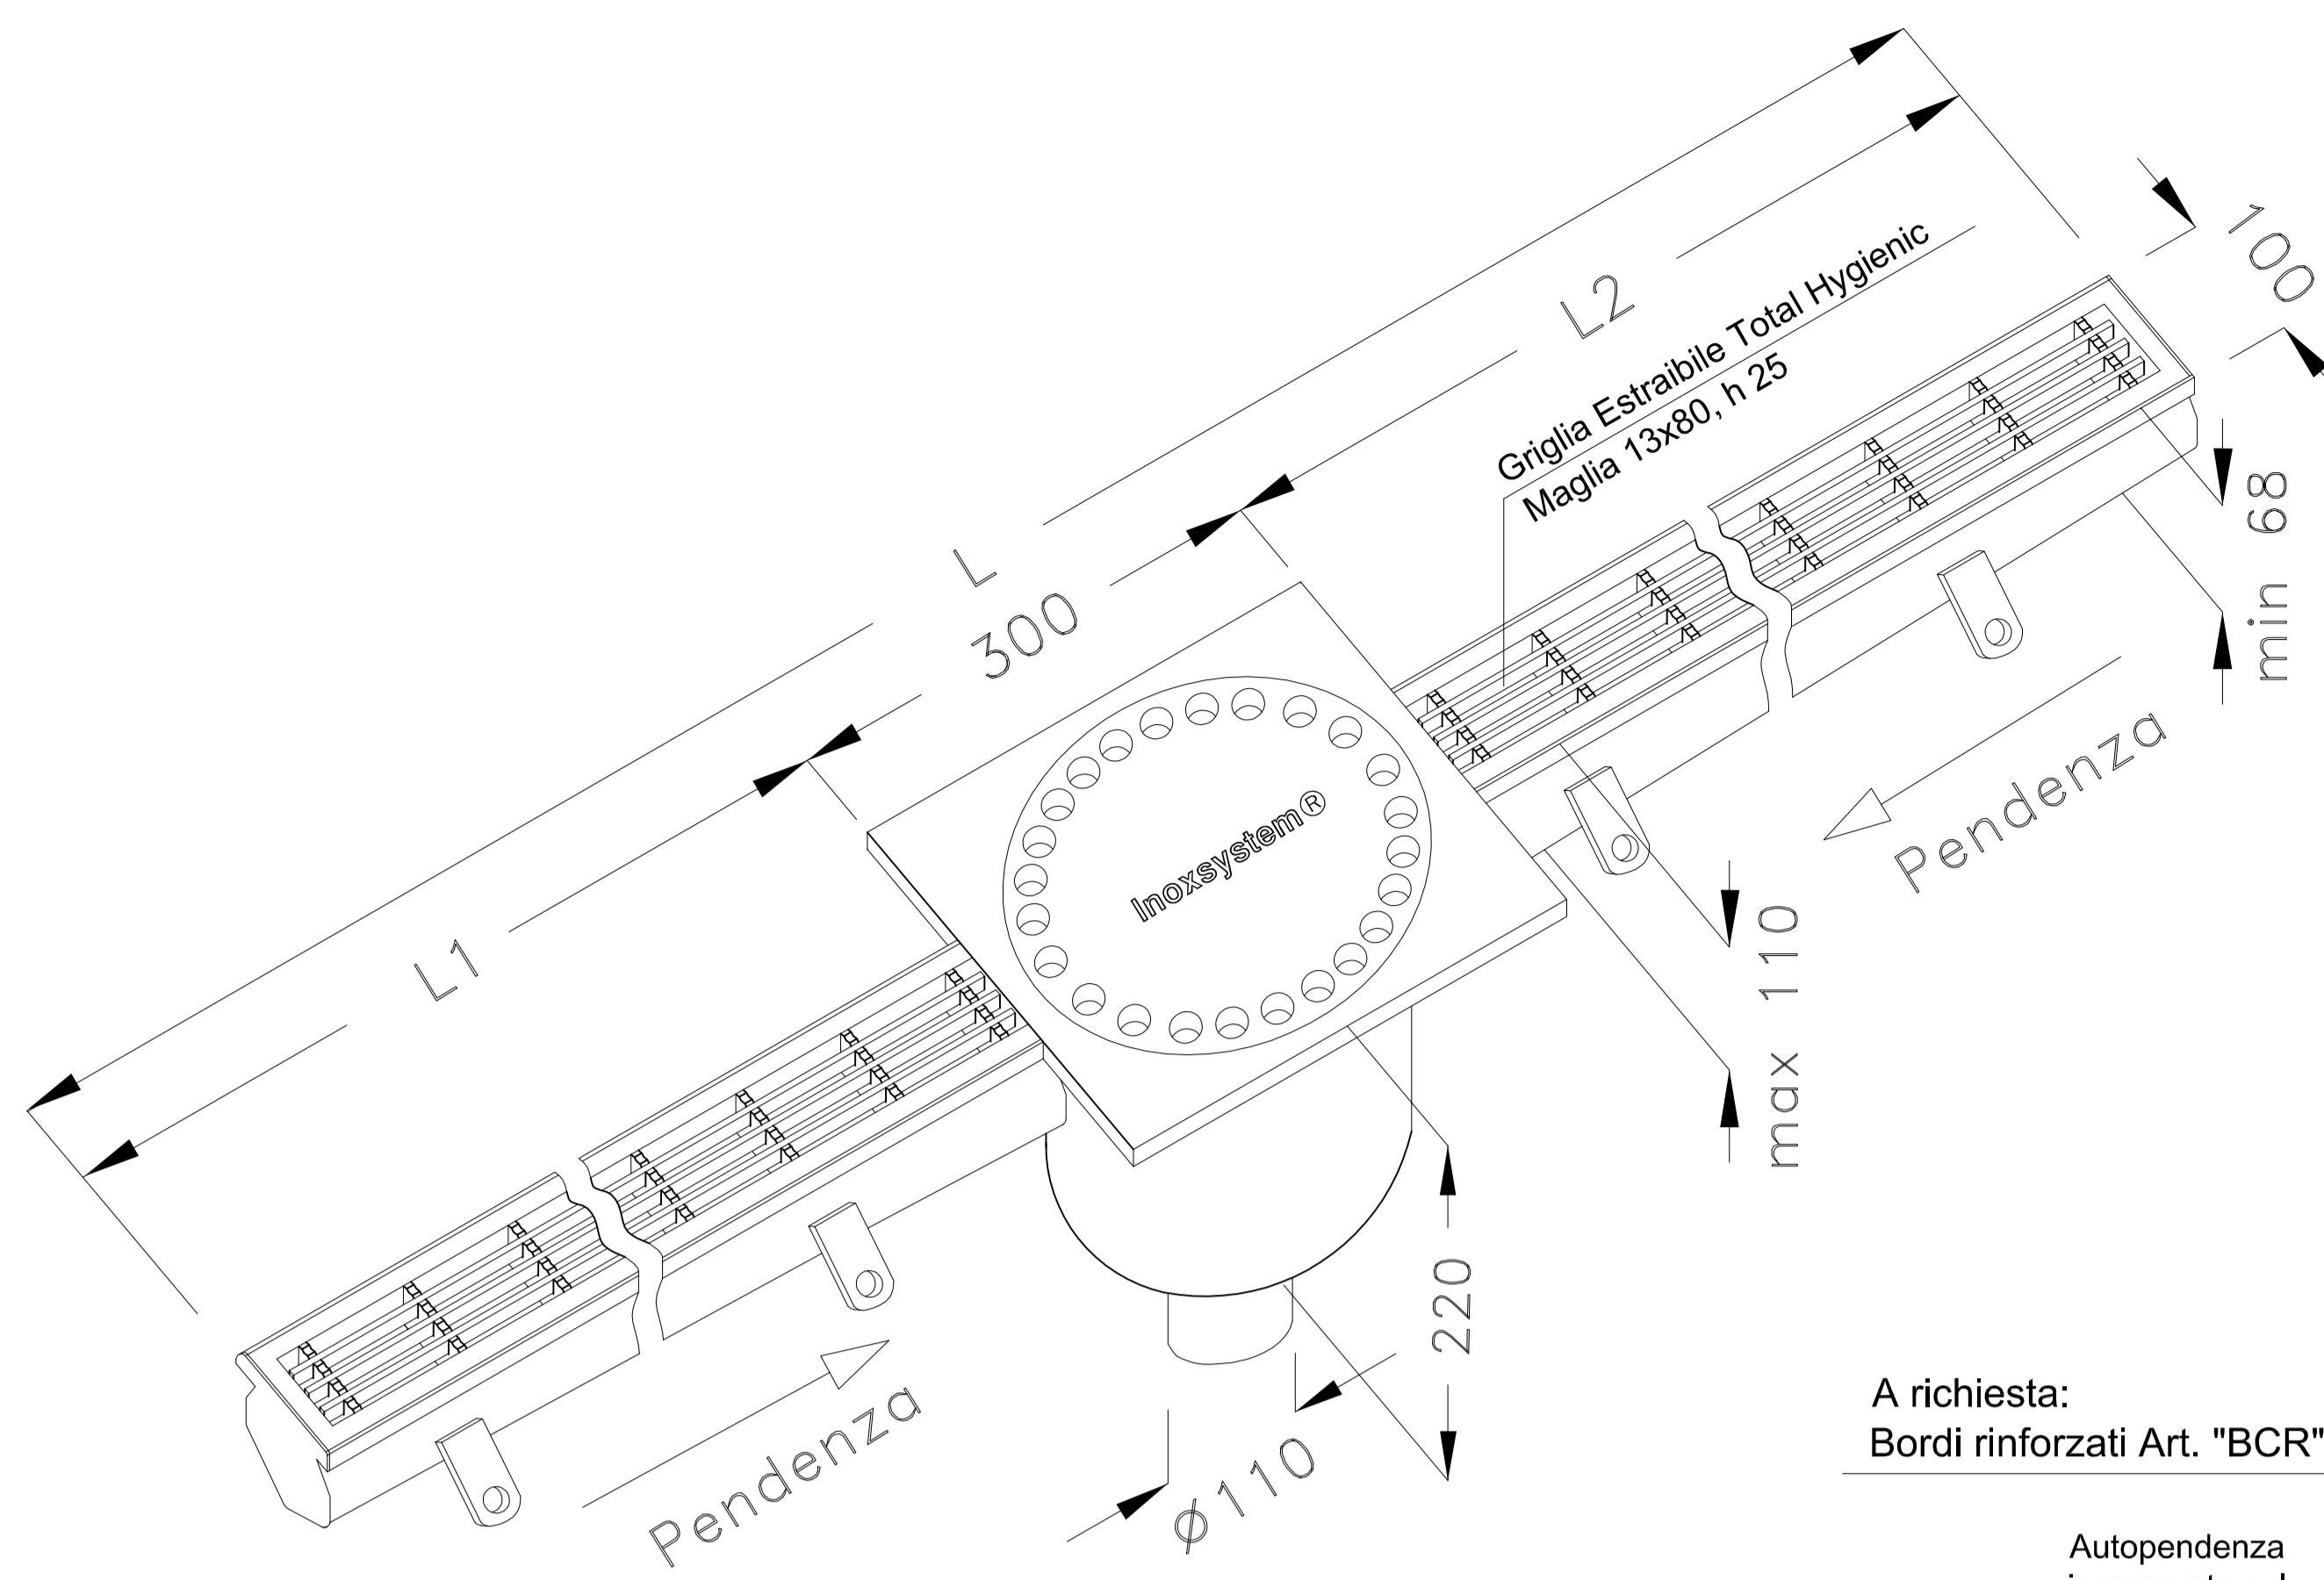 L
L2
100
Griglia Estraibile Total Hygienic
Maglia 13x80, h 25
300
min 68
L1
Inoxsystem®
Pendenza
max 110
220
Pendenza
ø110
A richiesta:
Bordi rinforzati Art. "BCR"
Autopendenza